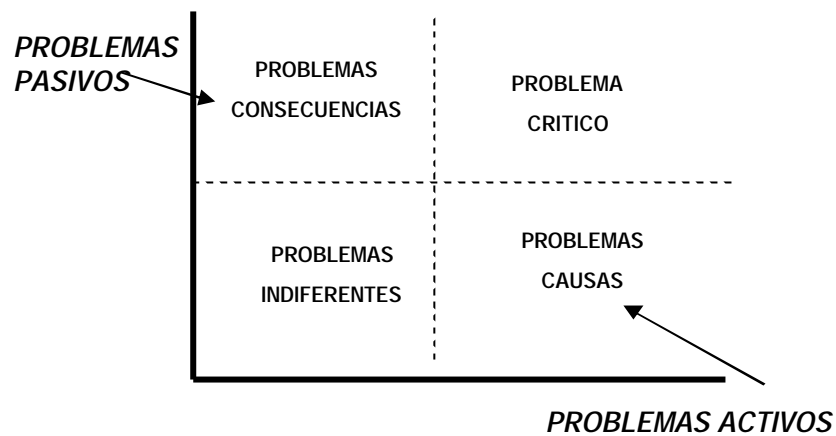 PROBLEMAS
PASIVOS
PROBLEMAS
CONSECUENCIAS
PROBLEMA
CRITICO
PROBLEMAS
INDIFERENTES
PROBLEMAS
CAUSAS
PROBLEMAS ACTIVOS